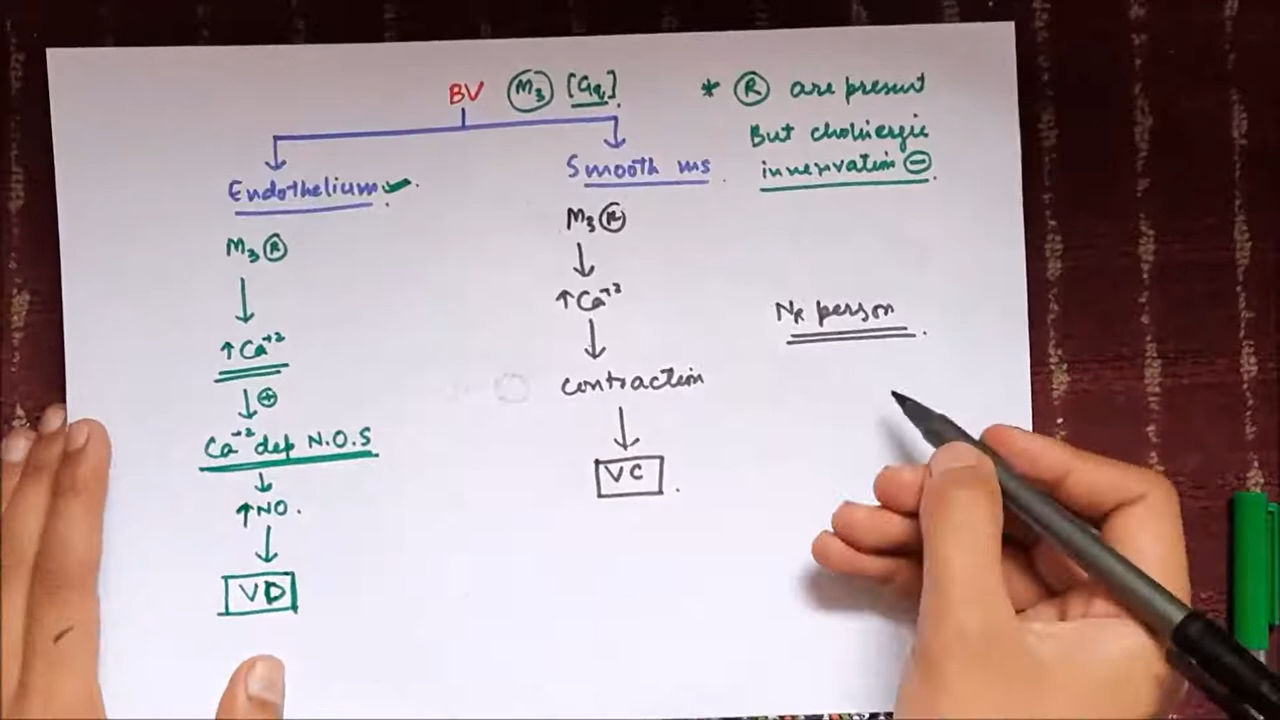 BV M₃ [Gq].
Endothelium ✓.
M₃ R
↓
↑Ca⁺²
↓ +
Ca⁺² dep N.O.S
↓
↑NO.
↓
VD
Smooth ms.
M₃ R
↓
↑Ca⁺²
↓
contraction
↓
VC.
* R are present
But cholinergic
innervation −.
Nr person.